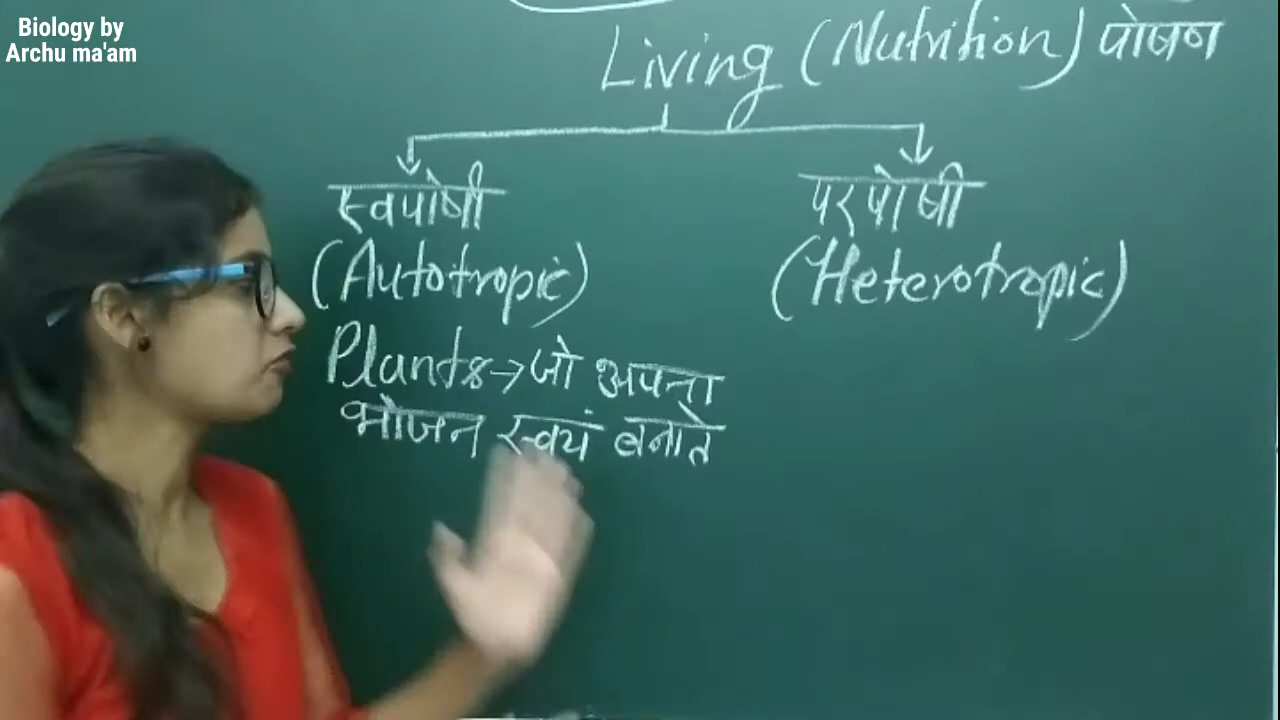 Biology by
Archu ma'am
Living (Nutrition) पोषण
स्वपोषी
(Autotropic)
Plants→जो अपना
भोजन स्वयं बनाते
परपोषी
(Heterotropic)